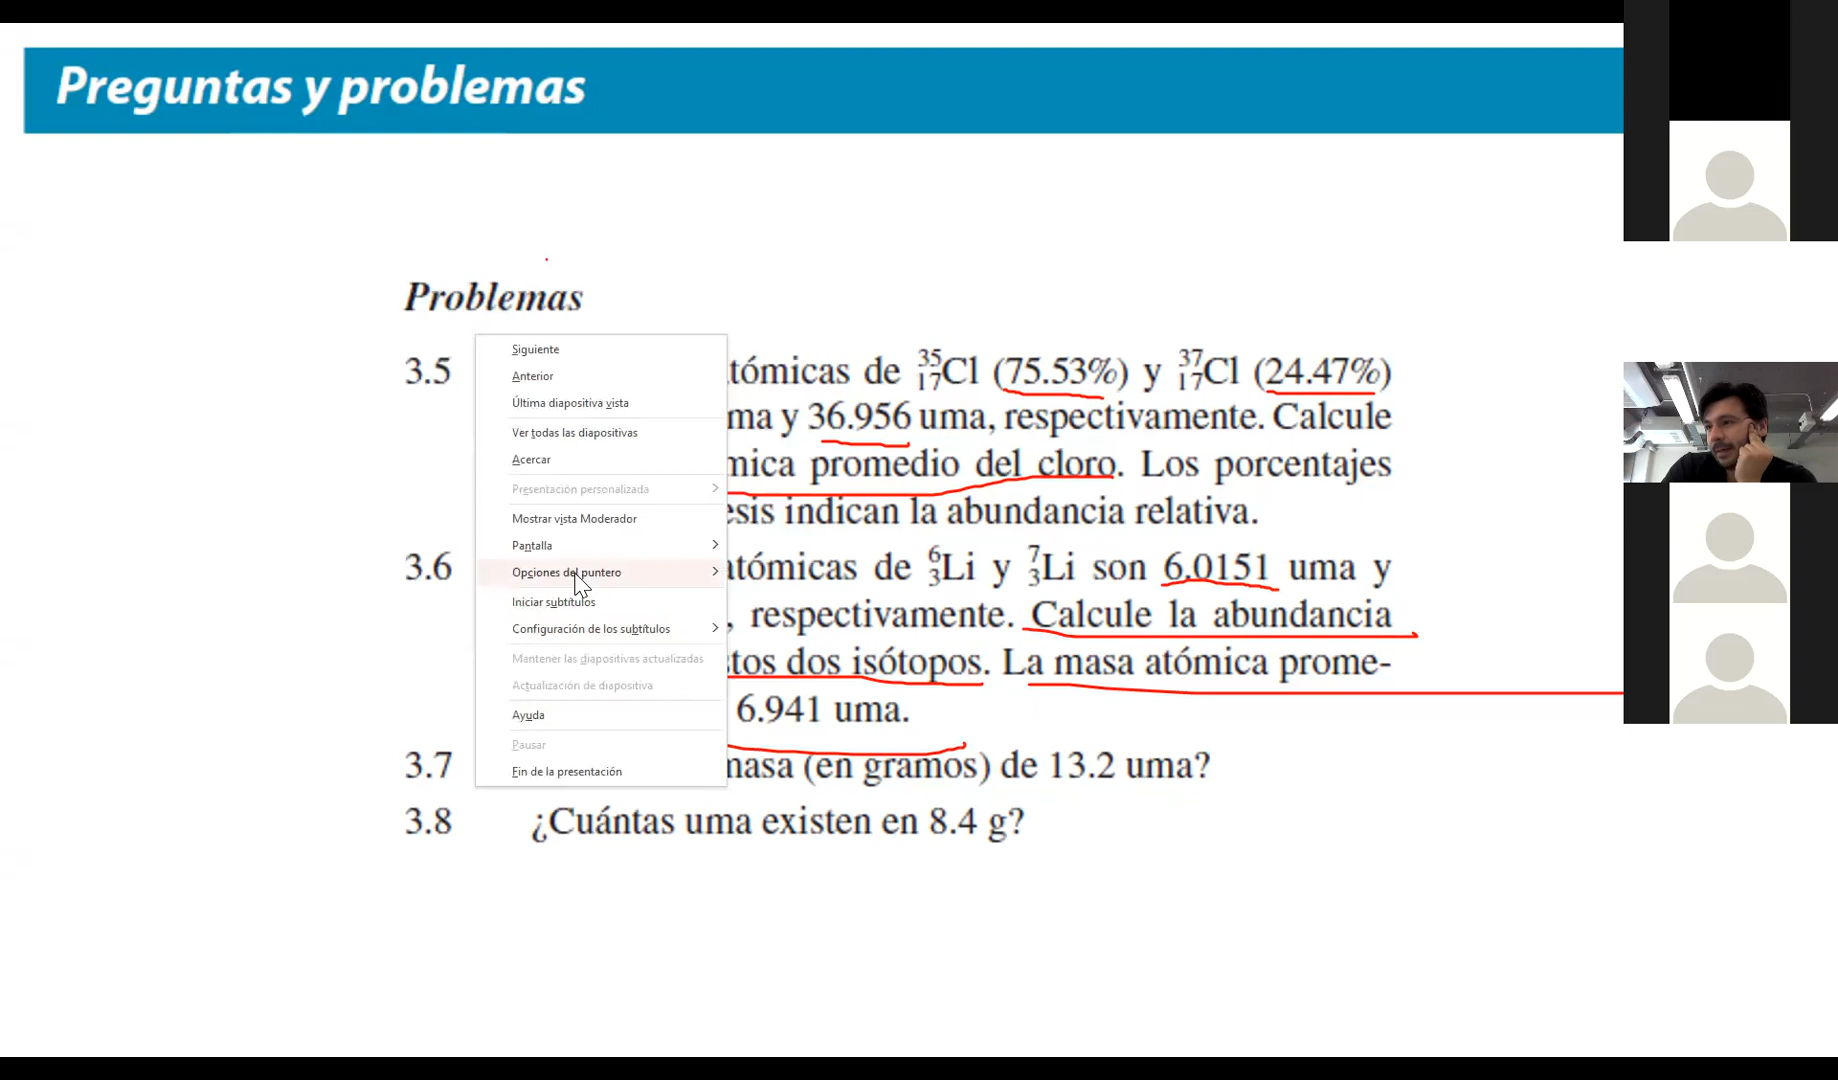 Preguntas y problemas
Problemas
3.5 tómicas de ³⁵₁₇Cl (75.53%) y ³⁷₁₇Cl (24.47%)
ma y 36.956 uma, respectivamente. Calcule
mica promedio del cloro. Los porcentajes
esis indican la abundancia relativa.
3.6 atómicas de ⁶₃Li y ⁷₃Li son 6.0151 uma y
, respectivamente. Calcule la abundancia
tos dos isótopos. La masa atómica prome-
6.941 uma.
3.7 masa (en gramos) de 13.2 uma?
3.8 ¿Cuántas uma existen en 8.4 g?
Siguiente
Anterior
Última diapositiva vista
Ver todas las diapositivas
Acercar
Presentación personalizada
Mostrar vista Moderador
Pantalla
Opciones del puntero
Iniciar subtítulos
Configuración de los subtítulos
Mantener las diapositivas actualizadas
Actualización de diapositiva
Ayuda
Pausar
Fin de la presentación